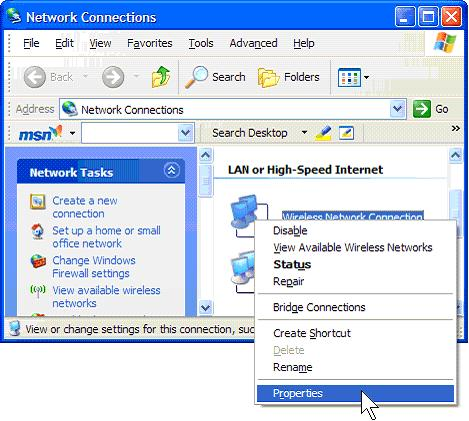 Network Connections
File Edit View Favorites Tools Advanced
Back Search Folders
Address Network Connections Go
msn Search Desktop
Network Tasks
Create a new
connection
Set up a home or small
office network
Change Windows
Firewall settings
View available wireless
networks
LAN or High-Speed Internet
Wireless Network Connection
Disable
View Available Wireless Networks
Status
Repair
Bridge Connections
Create Shortcut
Delete
Rename
Properties
View or change settings for this connection, suc